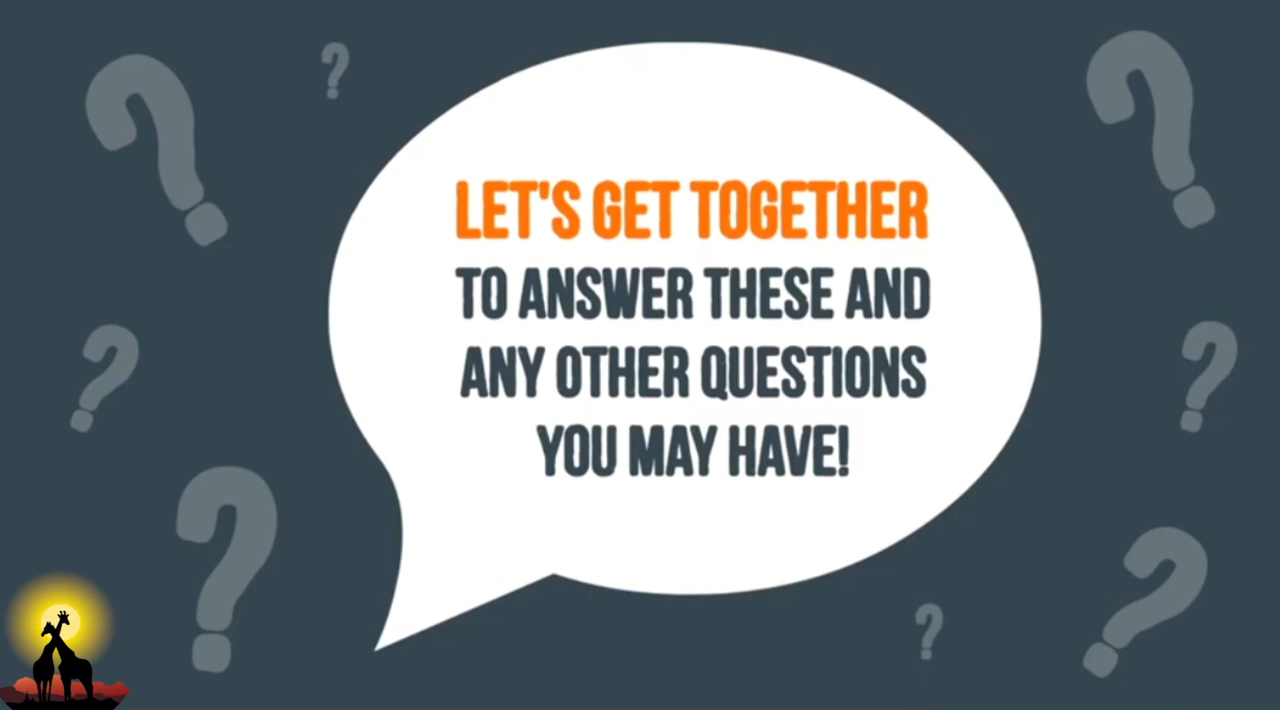 LET'S GET TOGETHER
TO ANSWER THESE AND
ANY OTHER QUESTIONS
YOU MAY HAVE!